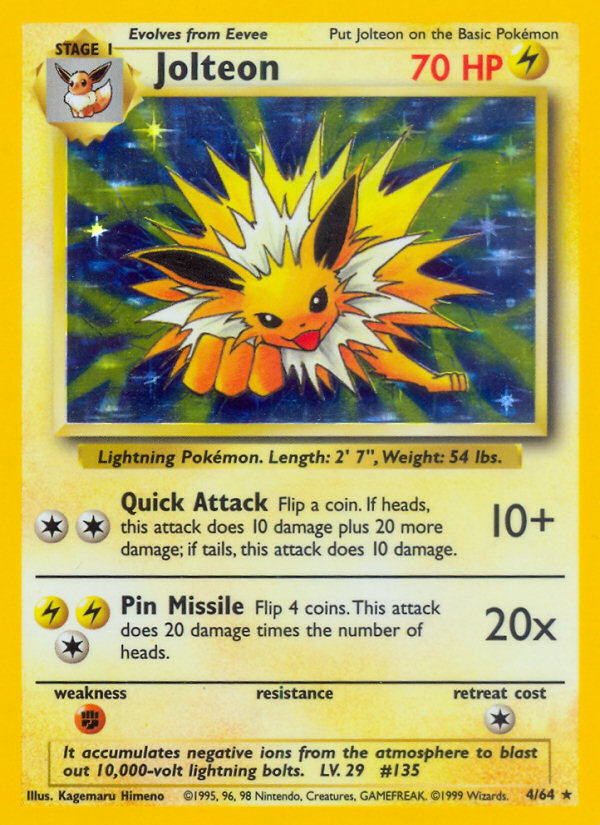 Evolves from Eevee Put Jolteon on the Basic Pokémon
STAGE 1
Jolteon 70 HP
Lightning Pokémon. Length: 2' 7", Weight: 54 lbs.
Quick Attack Flip a coin. If heads,
this attack does 10 damage plus 20 more
damage; if tails, this attack does 10 damage.
10+
Pin Missile Flip 4 coins. This attack
does 20 damage times the number of
heads.
20x
weakness resistance retreat cost
It accumulates negative ions from the atmosphere to blast
out 10,000-volt lightning bolts. LV. 29 #135
Illus. Kagemaru Himeno ©1995, 96, 98 Nintendo, Creatures, GAMEFREAK. ©1999 Wizards. 4/64 ★